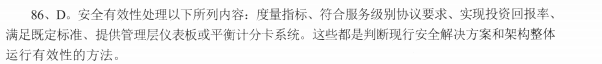 86、D。安全有效性处理以下所列内容：度量指标、符合服务级别协议要求、实现投资回报率、
满足既定标准、提供管理层仪表板或平衡计分卡系统。这些都是判断现行安全解决方案和架构整体
运行有效性的方法。